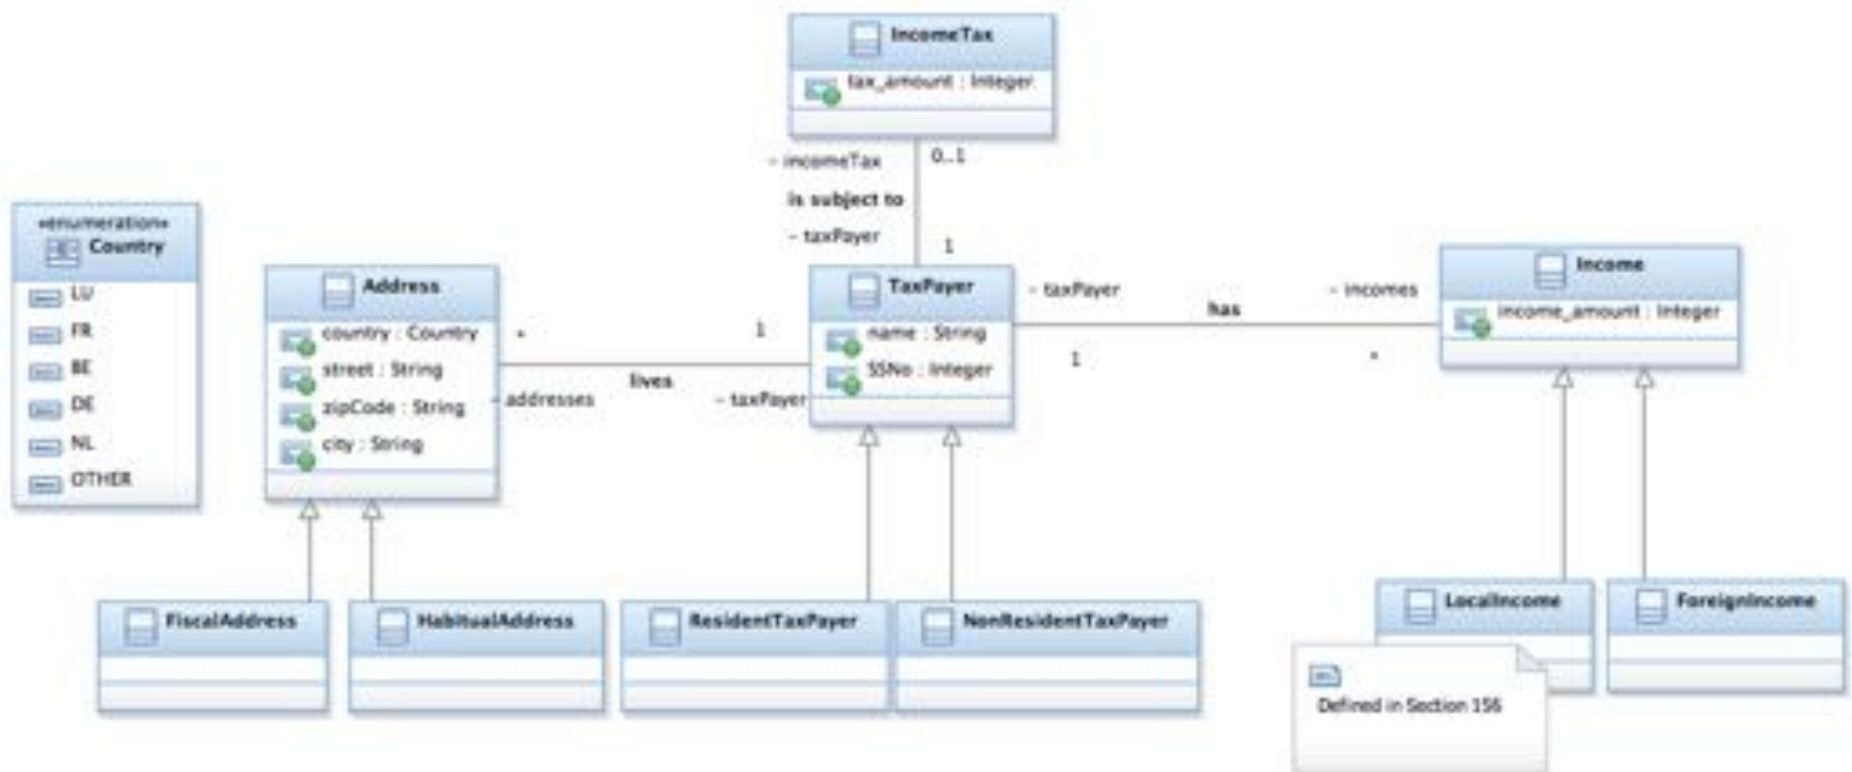 IncomeTax
tax_amount : Integer
- incomeTax
0..1
is subject to
- taxPayer
1
«enumeration»
Country
LU
FR
BE
DE
NL
OTHER
Address
country : Country
street : String
zipCode : String
city : String
*
1
lives
- addresses
- taxPayer
TaxPayer
name : String
SSNo : Integer
- taxPayer
- incomes
has
1
*
Income
income_amount : Integer
FiscalAddress
HabitualAddress
ResidentTaxPayer
NonResidentTaxPayer
LocalIncome
ForeignIncome
Defined in Section 156